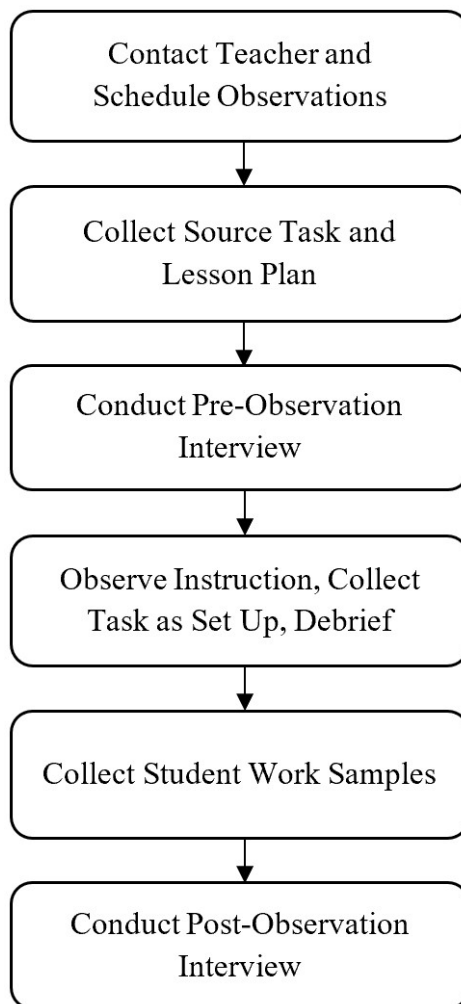 Contact Teacher and
Schedule Observations
Collect Source Task and
Lesson Plan
Conduct Pre-Observation
Interview
Observe Instruction, Collect
Task as Set Up, Debrief
Collect Student Work Samples
Conduct Post-Observation
Interview